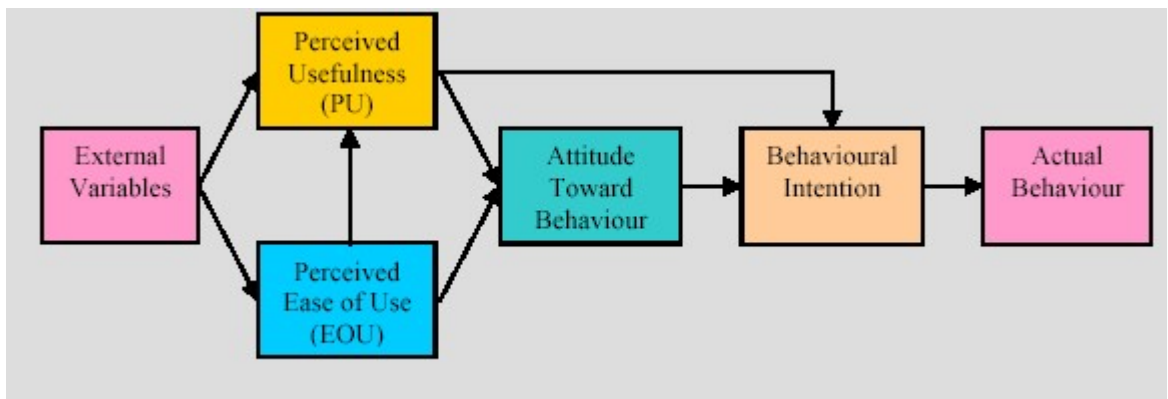 Perceived
Usefulness
(PU)
External
Variables
Attitude
Toward
Behaviour
Behavioural
Intention
Actual
Behaviour
Perceived
Ease of Use
(EOU)